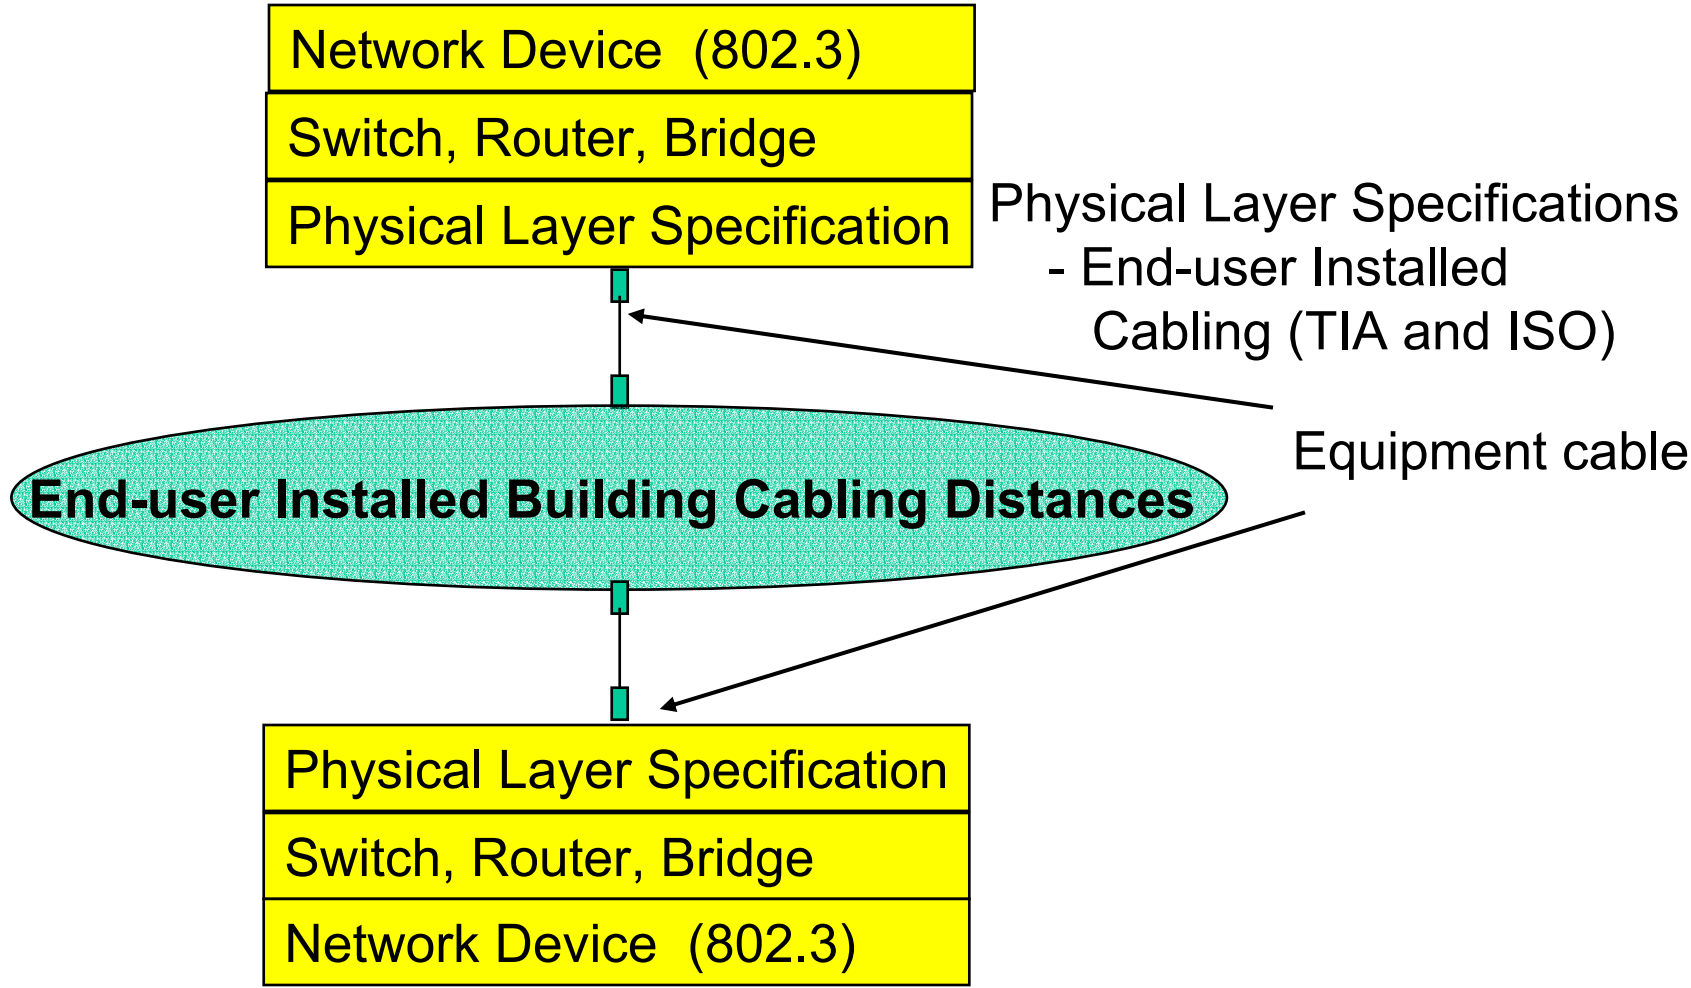 Network Device (802.3)
Switch, Router, Bridge
Physical Layer Specification
Physical Layer Specifications
- End-user Installed
Cabling (TIA and ISO)
Equipment cable
End-user Installed Building Cabling Distances
Physical Layer Specification
Switch, Router, Bridge
Network Device (802.3)